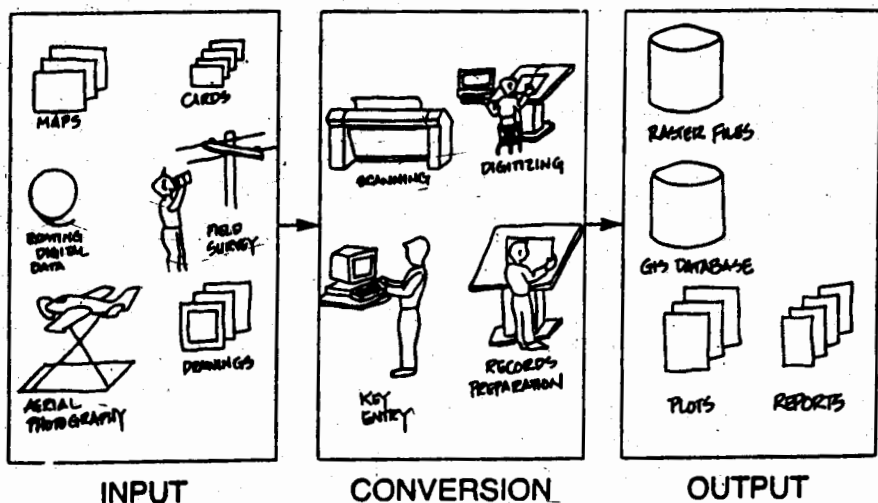 MAPS
CARDS
EXISTING
DIGITAL
DATA
FIELD
SURVEY
AERIAL
PHOTOGRAPHY
DRAWINGS
INPUT
SCANNING
DIGITIZING
KEY
ENTRY
RECORDS
PREPARATION
CONVERSION
RASTER FILES
GIS DATABASE
PLOTS
REPORTS
OUTPUT